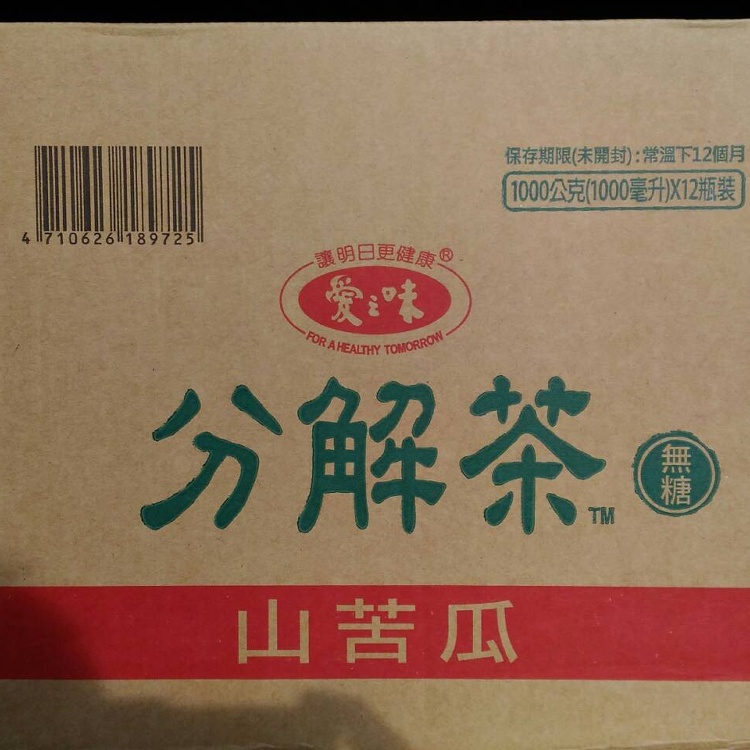 保存期限(未開封):常溫下12個月
1000公克(1000毫升)X12瓶裝
4 710626 189725
讓明日更健康®
愛之味
FOR A HEALTHY TOMORROW
分解茶TM
無糖
山苦瓜